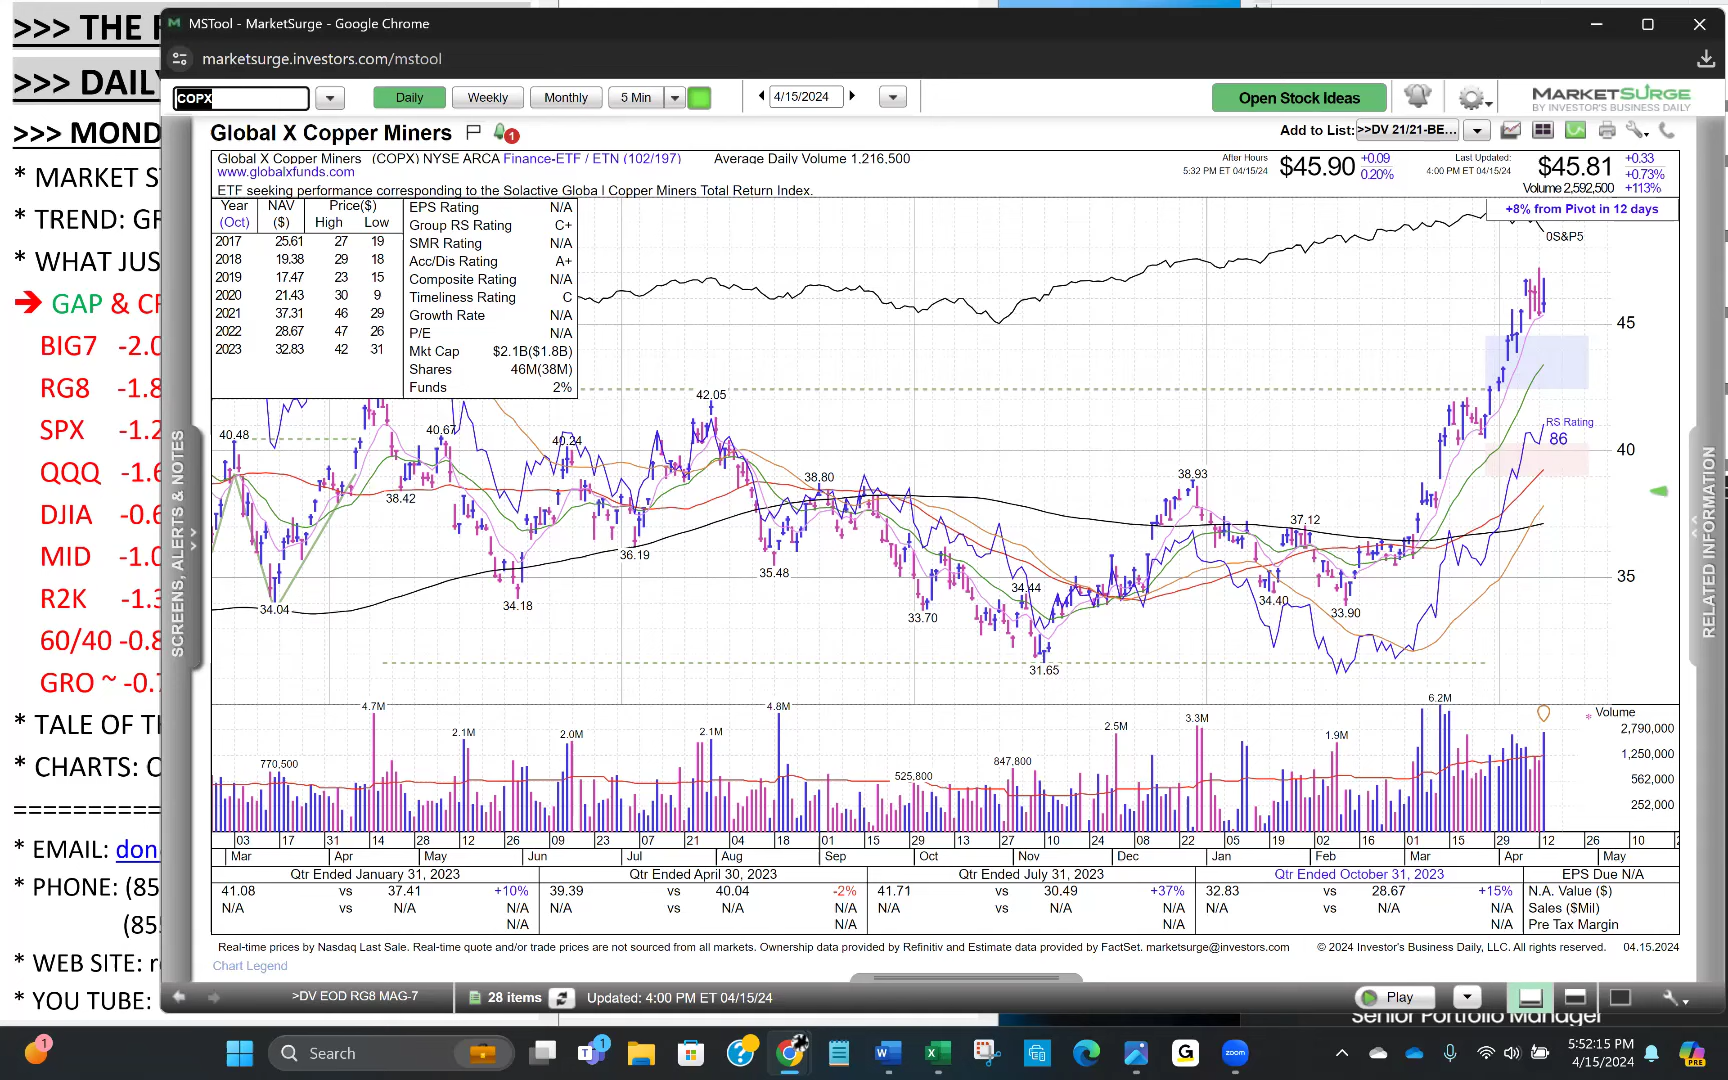 >>> THE
>>> DAILY
>>> MOND
* MARKET S
* TREND: GR
* WHAT JUS
GAP & CR
BIG7 -2.0
RG8 -1.8
SPX -1.2
QQQ -1.6
DJIA -0.6
MID -1.0
R2K -1.3
60/40 -0.8
GRO ~ -0.7
* TALE OF TH
* CHARTS: C
* EMAIL: don
* PHONE: (85
(855
* WEB SITE: r
* YOU TUBE:
MSTool - MarketSurge - Google Chrome
marketsurge.investors.com/mstool
COPX
Daily
Weekly
Monthly
5 Min
4/15/2024
Open Stock Ideas
MARKETSURGE
BY INVESTOR'S BUSINESS DAILY
Global X Copper Miners
1
Add to List: >>DV 21/21-BE...
Global X Copper Miners (COPX) NYSE ARCA Finance-ETF / ETN (102/197) Average Daily Volume 1,216,500
www.globalxfunds.com
ETF seeking performance corresponding to the Solactive Globa l Copper Miners Total Return Index.
After Hours
5:32 PM ET 04/15/24
$45.90 +0.09
0.20%
Last Updated:
4:00 PM ET 04/15/24
$45.81 +0.33
+0.73%
Volume 2,592,500 +113%
+8% from Pivot in 12 days
0S&P5
Year NAV Price($)
(Oct) ($) High Low
2017 25.61 27 19
2018 19.38 29 18
2019 17.47 23 15
2020 21.43 30 9
2021 37.31 46 29
2022 28.67 47 26
2023 32.83 42 31
EPS Rating N/A
Group RS Rating C+
SMR Rating N/A
Acc/Dis Rating A+
Composite Rating N/A
Timeliness Rating C
Growth Rate N/A
P/E N/A
Mkt Cap $2.1B($1.8B)
Shares 46M(38M)
Funds 2%
45
40
35
RS Rating
86
40.48
34.04
38.42
40.67
34.18
40.24
36.19
42.05
35.48
38.80
33.70
34.44
31.65
38.93
34.40
37.12
33.90
770,500
4.7M
2.1M
2.0M
2.1M
4.8M
525,800
847,800
2.5M
3.3M
1.9M
6.2M
* Volume
2,790,000
1,250,000
562,000
252,000
03 17 31 14 28 12 26 09 23 07 21 04 18 01 15 29 13 27 10 24 08 22 05 19 02 16 01 15 29 12 26 10
Mar Apr May Jun Jul Aug Sep Oct Nov Dec Jan Feb Mar Apr May
Qtr Ended January 31, 2023 Qtr Ended April 30, 2023 Qtr Ended July 31, 2023 Qtr Ended October 31, 2023 EPS Due N/A
41.08 vs 37.41 +10% 39.39 vs 40.04 -2% 41.71 vs 30.49 +37% 32.83 vs 28.67 +15% N.A. Value ($)
N/A vs N/A N/A N/A vs N/A N/A N/A vs N/A N/A N/A vs N/A N/A Sales ($Mil)
N/A N/A N/A N/A Pre Tax Margin
Real-time prices by Nasdaq Last Sale. Real-time quote and/or trade prices are not sourced from all markets. Ownership data provided by Refinitiv and Estimate data provided by FactSet. marketsurge@investors.com © 2024 Investor's Business Daily, LLC. All rights reserved. 04.15.2024
Chart Legend
SCREENS, ALERTS & NOTES
RELATED INFORMATION
>DV EOD RG8 MAG-7
28 items
Updated: 4:00 PM ET 04/15/24
Play
Senior Portfolio Manager
1
Search
1
zoom
5:52:15 PM
4/15/2024
PRE